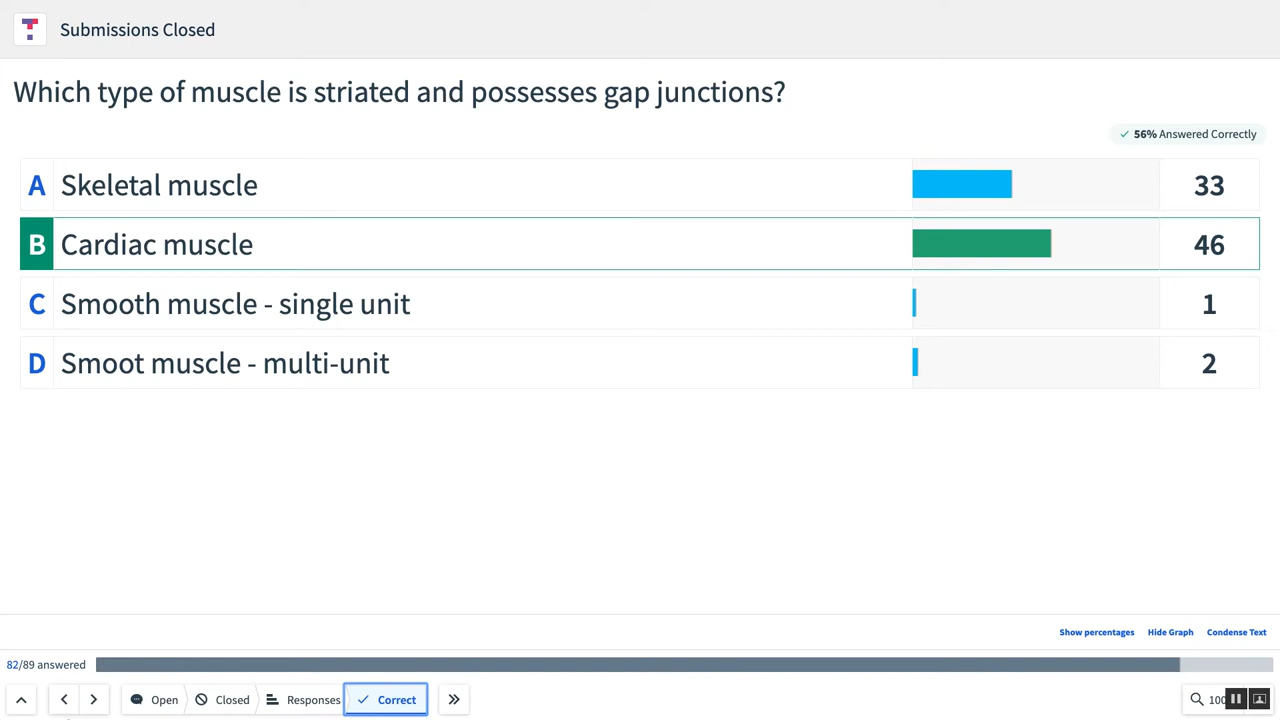 Submissions Closed
Which type of muscle is striated and possesses gap junctions?
56% Answered Correctly
A Skeletal muscle 33
B Cardiac muscle 46
C Smooth muscle - single unit 1
D Smoot muscle - multi-unit 2
Show percentages Hide Graph Condense Text
82/89 answered
Open Closed Responses Correct